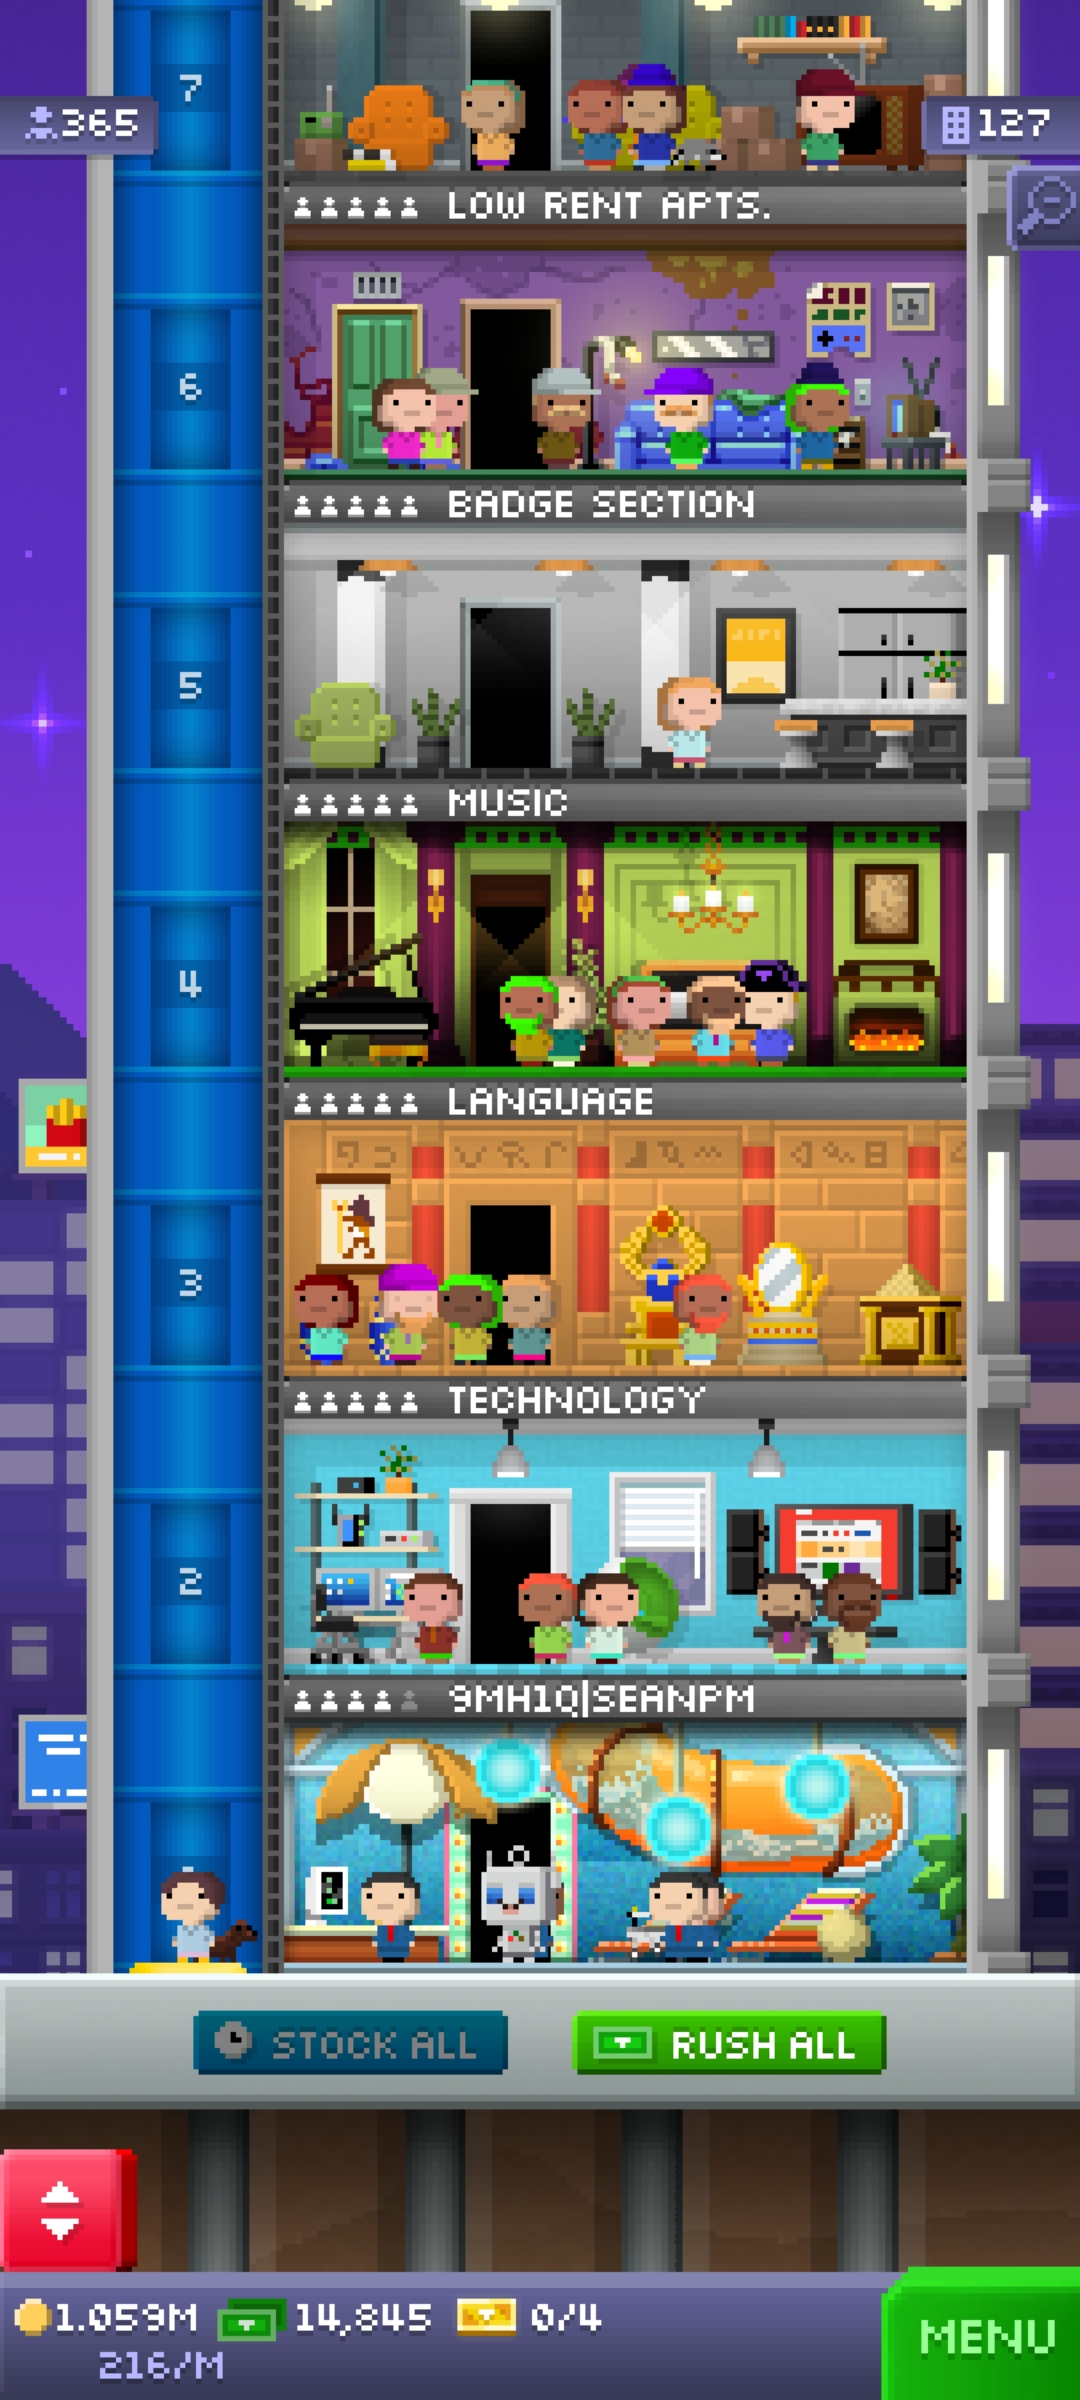 7
365
127
LOW RENT APTS.
6
BADGE SECTION
5
MUSIC
4
LANGUAGE
3
TECHNOLOGY
2
9MH1Q|SEANPM
STOCK ALL
RUSH ALL
1.059M 14,845 0/4
216/M
MENU